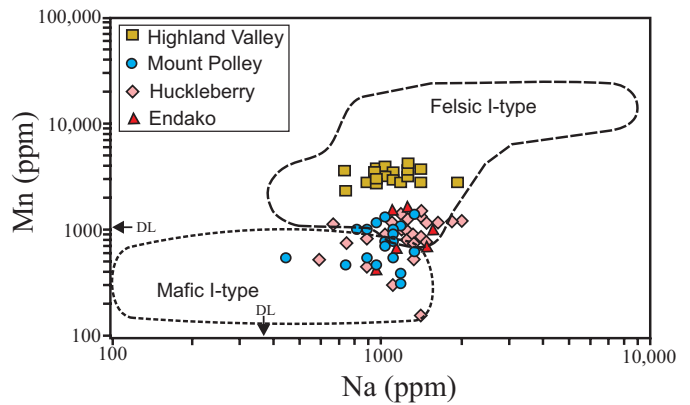 100,000
Highland Valley
Mount Polley
Huckleberry
Endako
Felsic I-type
10,000
Mn (ppm)
1000
DL
Mafic I-type
DL
100
100
1000
10,000
Na (ppm)